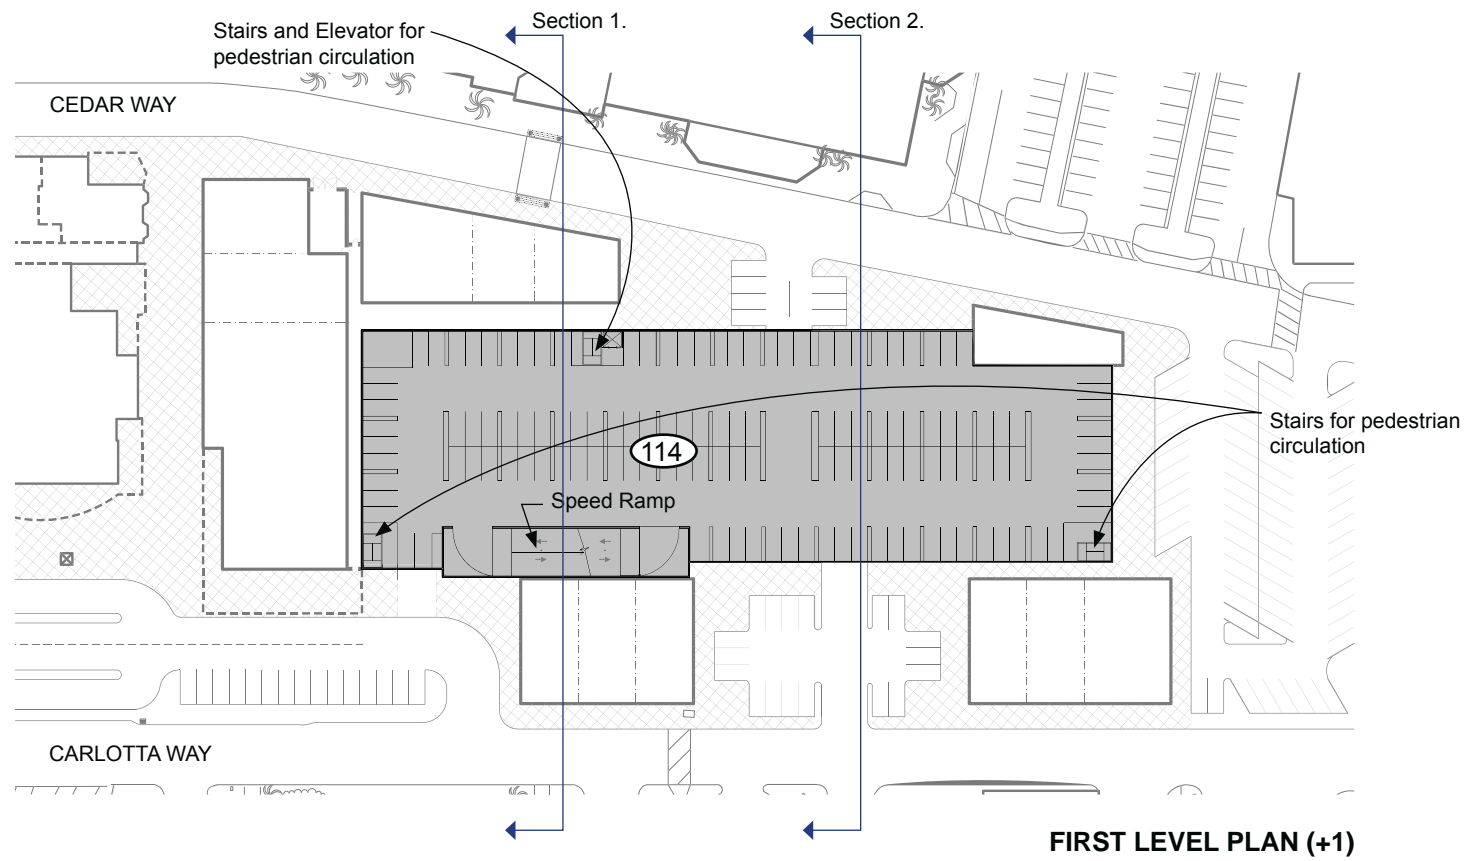 Section 1.
Section 2.
Stairs and Elevator for
pedestrian circulation
CEDAR WAY
Stairs for pedestrian
circulation
114
Speed Ramp
CARLOTTA WAY
FIRST LEVEL PLAN (+1)